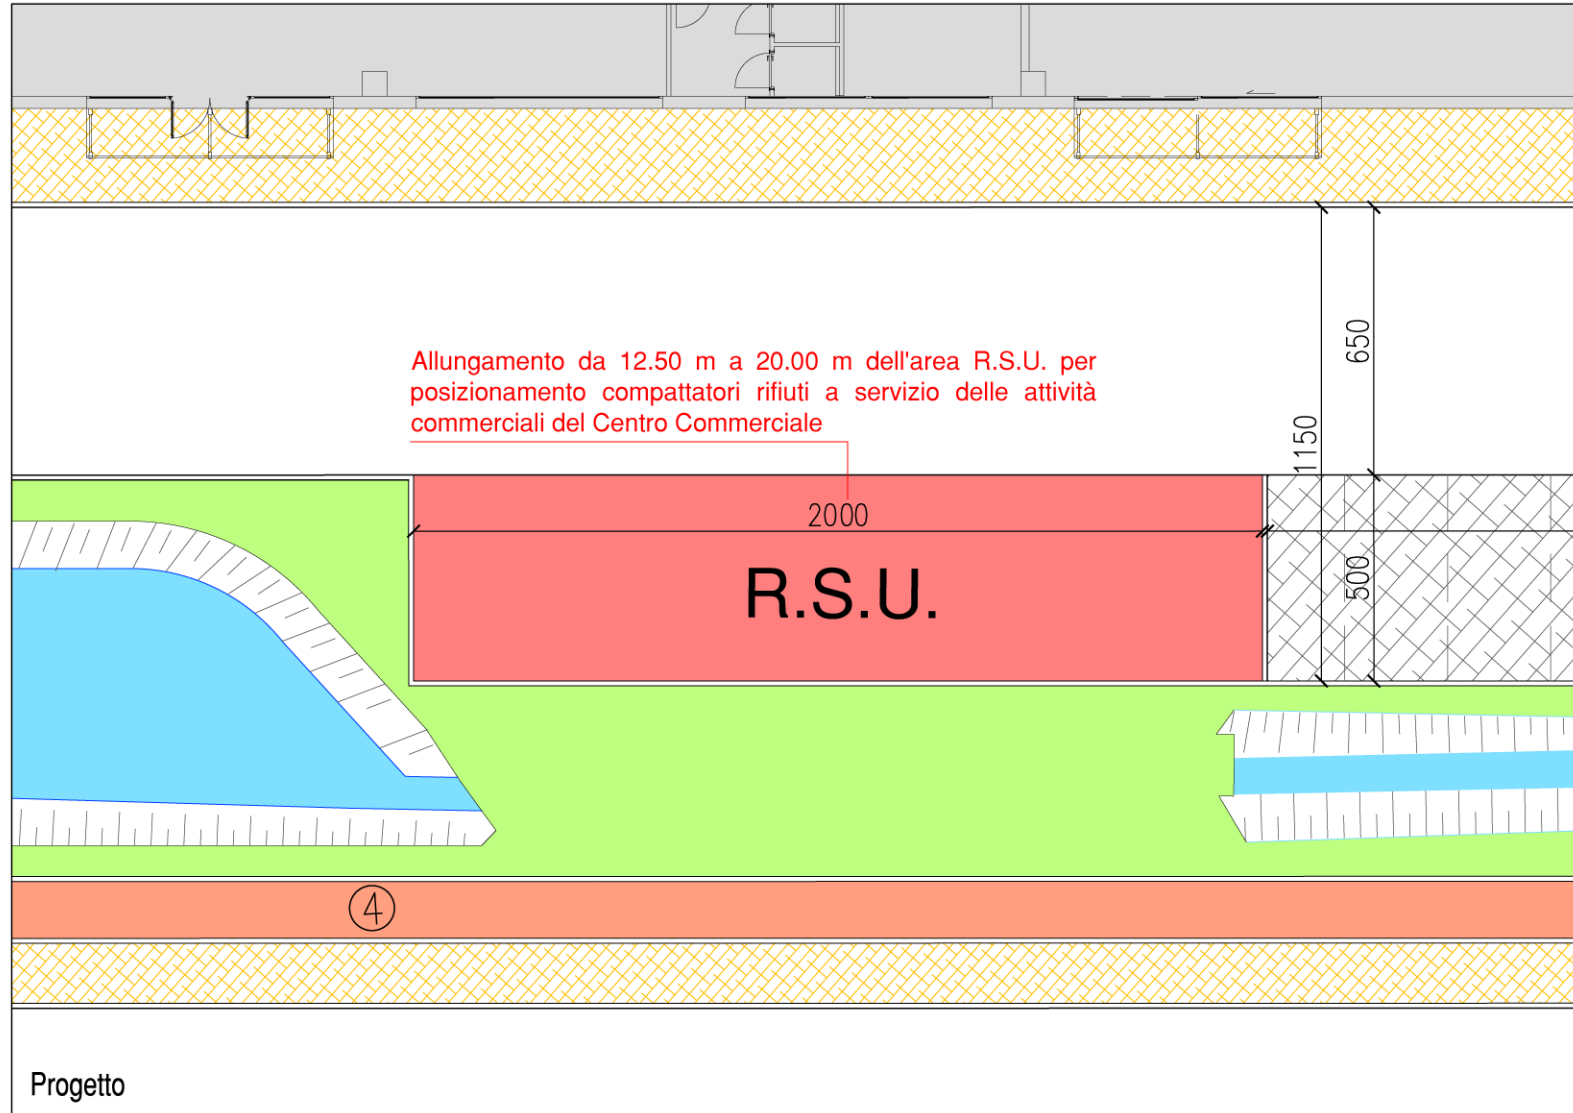 650
Allungamento da 12.50 m a 20.00 m dell'area R.S.U. per
posizionamento compattatori rifiuti a servizio delle attività
commerciali del Centro Commerciale
1150
2000
500
R.S.U.
4
Progetto